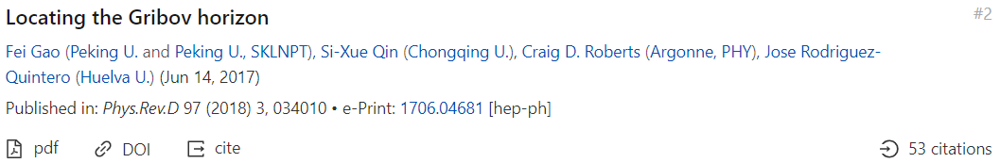 Locating the Gribov horizon
#2
Fei Gao (Peking U. and Peking U., SKLNPT), Si-Xue Qin (Chongqing U.), Craig D. Roberts (Argonne, PHY), Jose Rodriguez-
Quintero (Huelva U.) (Jun 14, 2017)
Published in: Phys.Rev.D 97 (2018) 3, 034010 • e-Print: 1706.04681 [hep-ph]
pdf DOI cite 53 citations